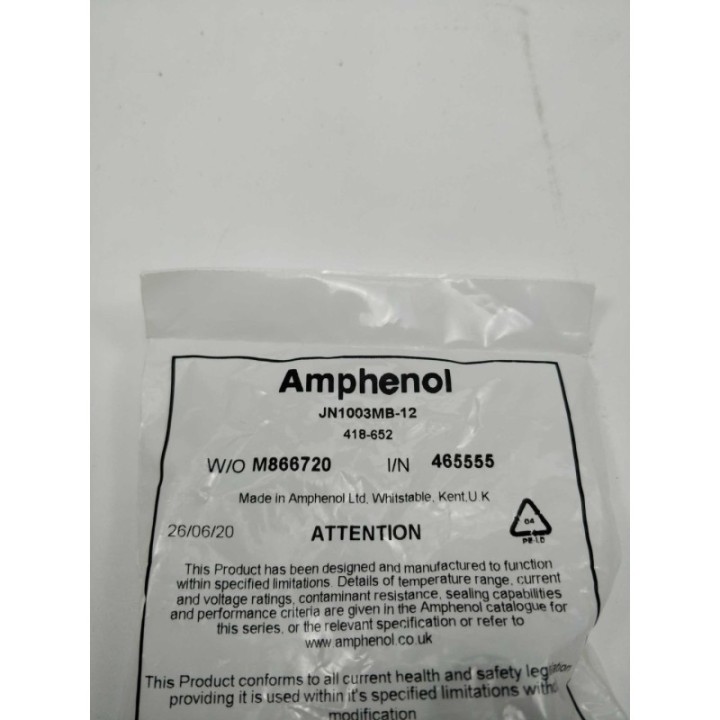 Amphenol
JN1003MB-12
418-652
W/O M866720 I/N 465555
Made in Amphenol Ltd, Whitstable, Kent,U.K
26/06/20 ATTENTION
04
PE-LD
This Product has been designed and manufactured to function
within specified limitations. Details of temperature range, current
and voltage ratings, contaminant resistance, sealing capabilities
and performance criteria are given in the Amphenol catalogue for
this series, or the relevant specification or refer to
www.amphenol.co.uk
This Product conforms to all current health and safety legislation
providing it is used within it's specified limitations without
modification